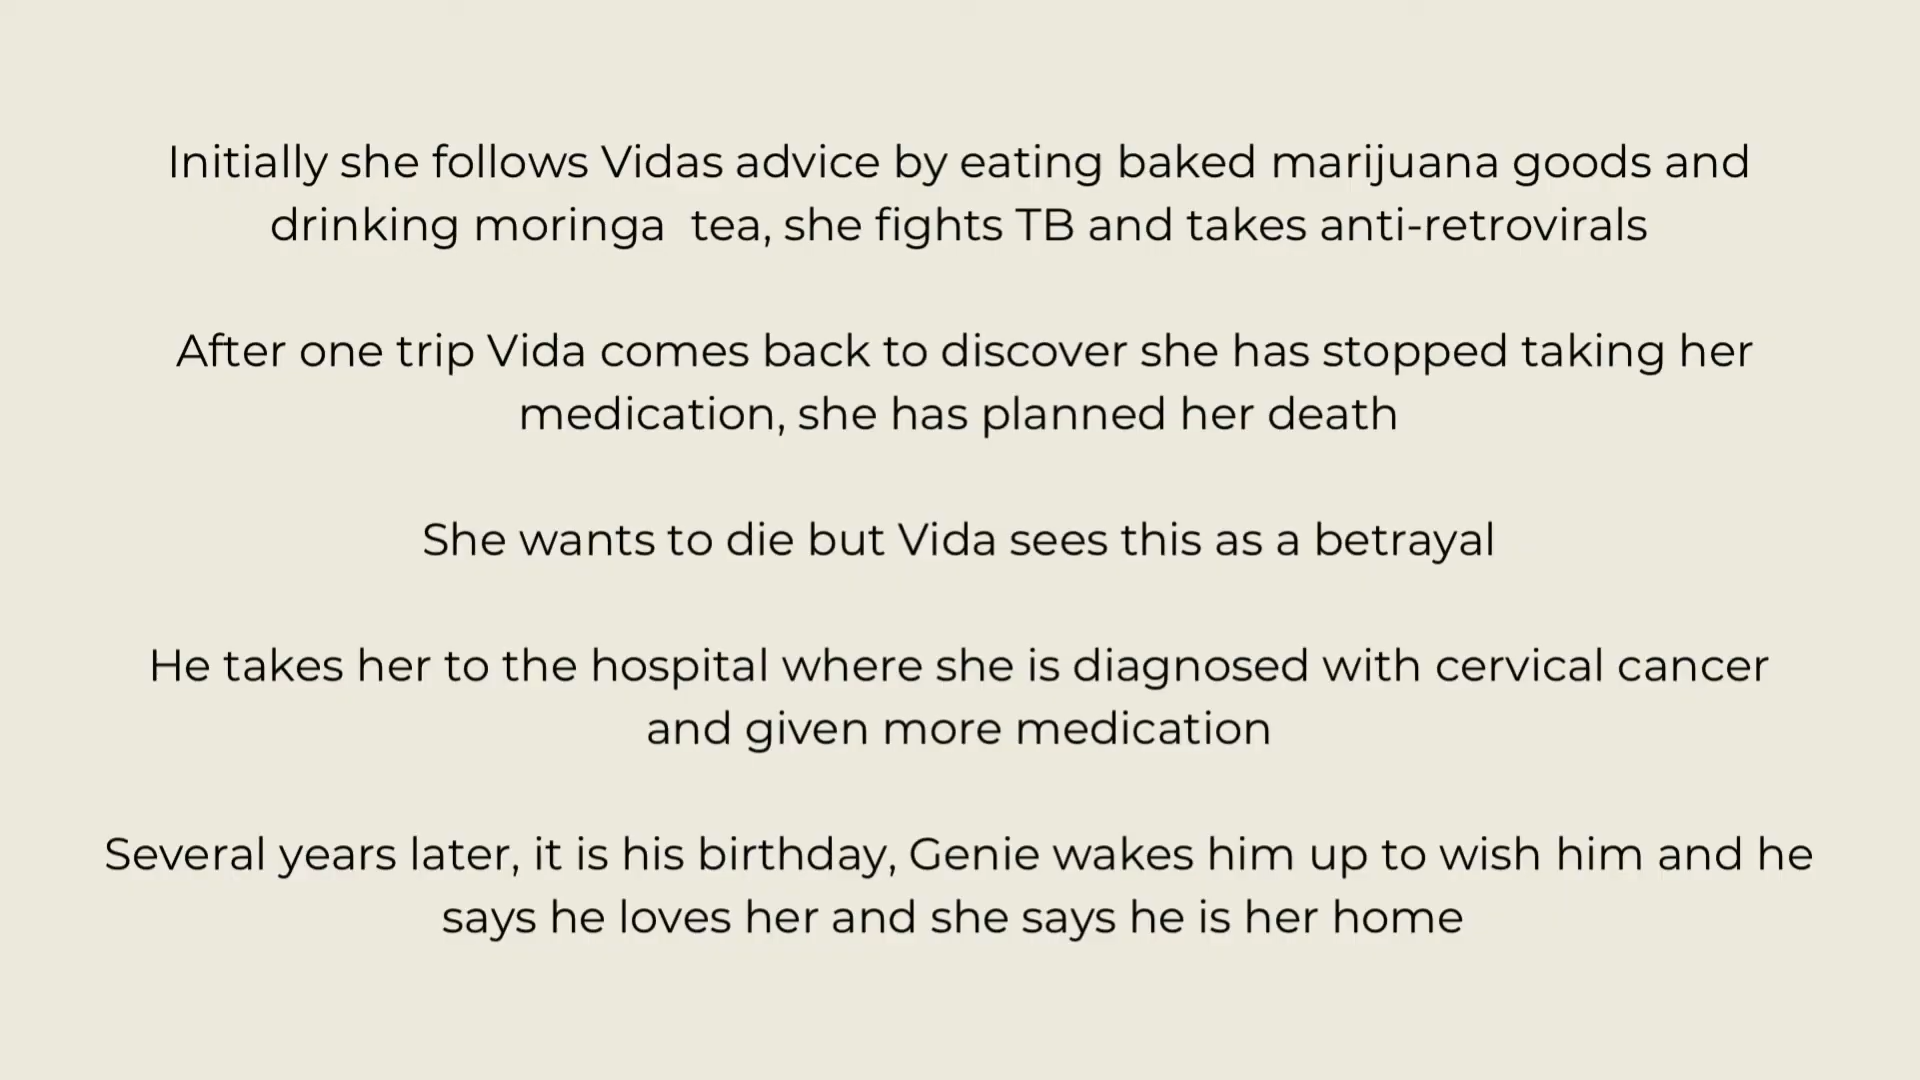 Initially she follows Vidas advice by eating baked marijuana goods and
drinking moringa  tea, she fights TB and takes anti-retrovirals
After one trip Vida comes back to discover she has stopped taking her
medication, she has planned her death
She wants to die but Vida sees this as a betrayal
He takes her to the hospital where she is diagnosed with cervical cancer
and given more medication
Several years later, it is his birthday, Genie wakes him up to wish him and he
says he loves her and she says he is her home